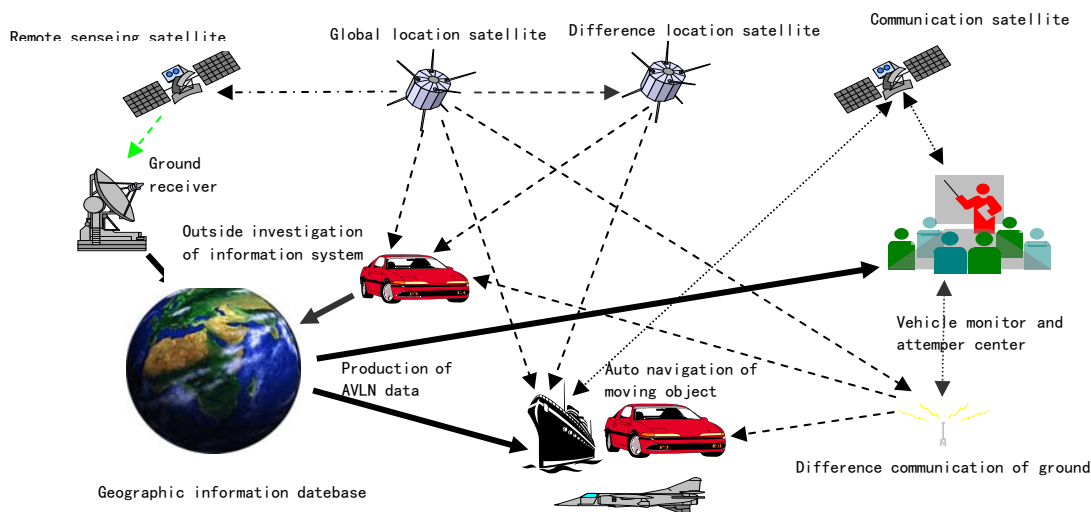 Remote senseing satellite
Global location satellite
Difference location satellite
Communication satellite
Ground
receiver
Outside investigation
of information system
Vehicle monitor and
attemper center
Production of
AVLN data
Auto navigation of
moving object
Difference communication of ground
Geographic information datebase